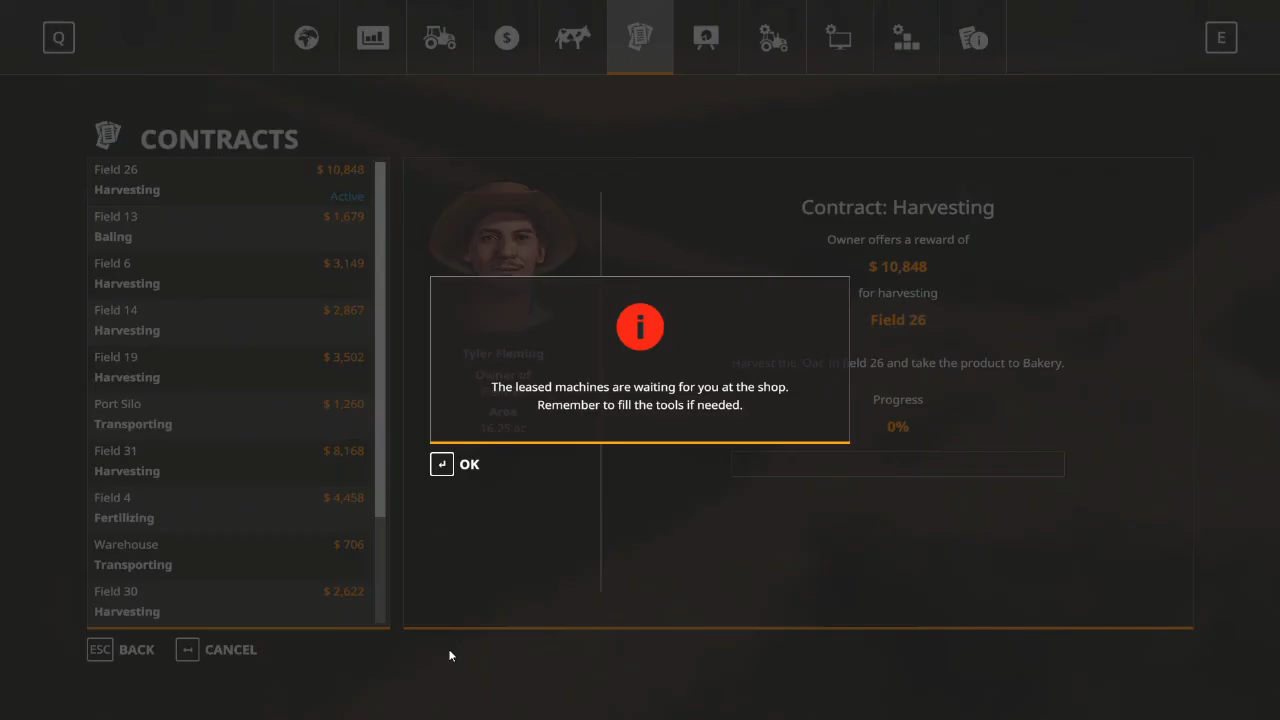 Q
E
CONTRACTS
Field 26 $ 10,848
Harvesting
Active
Field 13 $ 1,679
Baling
Field 6 $ 3,149
Harvesting
Field 14 $ 2,867
Harvesting
Field 19 $ 3,502
Harvesting
Port Silo $ 1,260
Transporting
Field 31 $ 8,168
Harvesting
Field 4 $ 4,458
Fertilizing
Warehouse $ 706
Transporting
Field 30 $ 2,622
Harvesting
Tyler Fleming
Owner of
Area
16.25 ac
Contract: Harvesting
Owner offers a reward of
$ 10,848
for harvesting
Field 26
Harvest the 'Oat' in field 26 and take the product to Bakery.
Progress
0%
The leased machines are waiting for you at the shop.
Remember to fill the tools if needed.
OK
ESC BACK
CANCEL